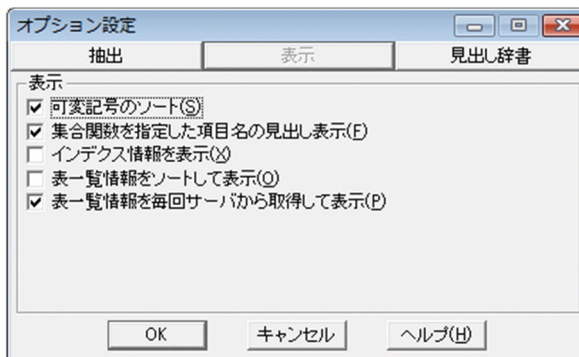 オプション設定
抽出 表示 見出し辞書
表示
可変記号のソート(S)
集合関数を指定した項目名の見出し表示(F)
インデクス情報を表示(X)
表一覧情報をソートして表示(O)
表一覧情報を毎回サーバから取得して表示(P)
OK キャンセル ヘルプ(H)